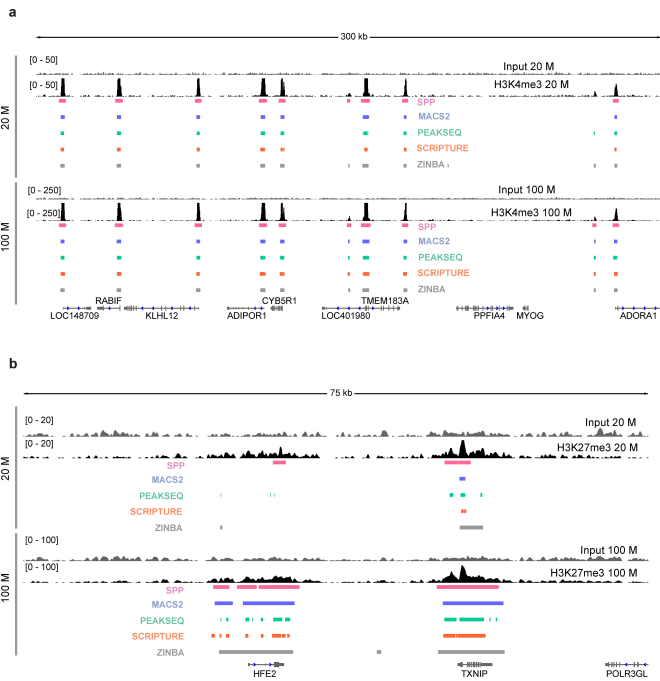 a
300 kb
[0 - 50]
Input 20 M
[0 - 50]
H3K4me3 20 M
SPP
MACS2
PEAKSEQ
SCRIPTURE
ZINBA
20 M
Input 100 M
[0 - 250]
[0 - 250]
H3K4me3 100 M
SPP
MACS2
PEAKSEQ
SCRIPTURE
ZINBA
100 M
RABIF CYB5R1 TMEM183A
LOC148709 KLHL12 ADIPOR1 LOC401980 PPFIA4 MYOG ADORA1
b
75 kb
[0 - 20]
Input 20 M
[0 - 20]
H3K27me3 20 M
SPP
MACS2
PEAKSEQ
SCRIPTURE
ZINBA
20 M
[0 - 100]
Input 100 M
[0 - 100]
H3K27me3 100 M
SPP
MACS2
PEAKSEQ
SCRIPTURE
ZINBA
100 M
HFE2 TXNIP POLR3GL